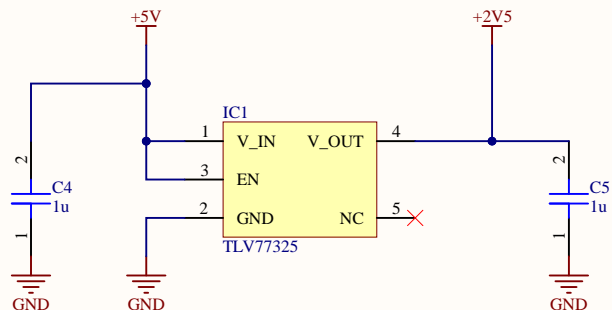 +5V
+2V5
IC1
1
V_IN
V_OUT
4
3
EN
2
GND
NC
5
TLV77325
2
C4
1u
1
2
C5
1u
1
GND
GND
GND